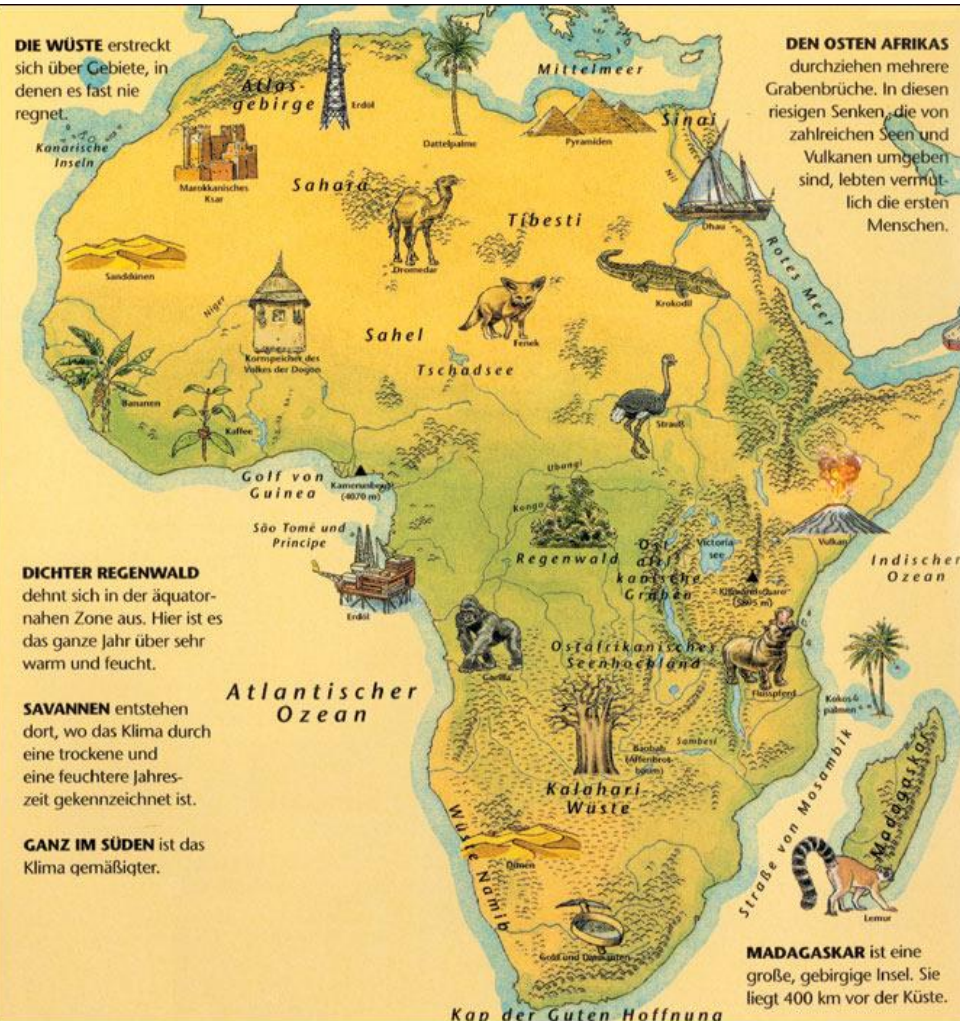 DIE WÜSTE erstreckt
sich über Gebiete, in
denen es fast nie
regnet.
DEN OSTEN AFRIKAS
durchziehen mehrere
Grabenbrüche. In diesen
riesigen Senken, die von
zahlreichen Seen und
Vulkanen umgeben
sind, lebten vermut-
lich die ersten
Menschen.
Mittelmeer
Atlas-
gebirge
Erdöl
Dattelpalme
Pyramiden
Sinai
Kanarische
Inseln
Marokkanisches
Ksar
Sahara
Nil
Tibesti
Dhau
Dromedar
Rotes Meer
Sanddünen
Krokodil
Niger
Fenek
Sahel
Kornspeicher des
Volkes der Dogon
Tschadsee
Bananen
Kaffee
Strauß
Golf von
Guinea
Kamerunberg
(4070 m)
Ubangi
Kongo
São Tomé und
Principe
Regenwald
Ost-
afri-
kanische
Graben
Victoria
see
Vulkan
Indischer
Ozean
Kilimandscharo
(5895 m)
Erdöl
DICHTER REGENWALD
dehnt sich in der äquator-
nahen Zone aus. Hier ist es
das ganze Jahr über sehr
warm und feucht.
Gorilla
Ostafrikanisches
Seenhochland
Flusspferd
Kokos-
palmen
Atlantischer
Ozean
SAVANNEN entstehen
dort, wo das Klima durch
eine trockene und
eine feuchtere Jahres-
zeit gekennzeichnet ist.
Baobab
(Affenbrot-
baum)
Sambesi
Kalahari
Wüste
Straße von Mosambik
Madagaskar
GANZ IM SÜDEN ist das
Klima gemäßigter.
Wüste Namib
Dünen
Lemur
Gold und Diamanten
MADAGASKAR ist eine
große, gebirgige Insel. Sie
liegt 400 km vor der Küste.
Kap der Guten Hoffnung